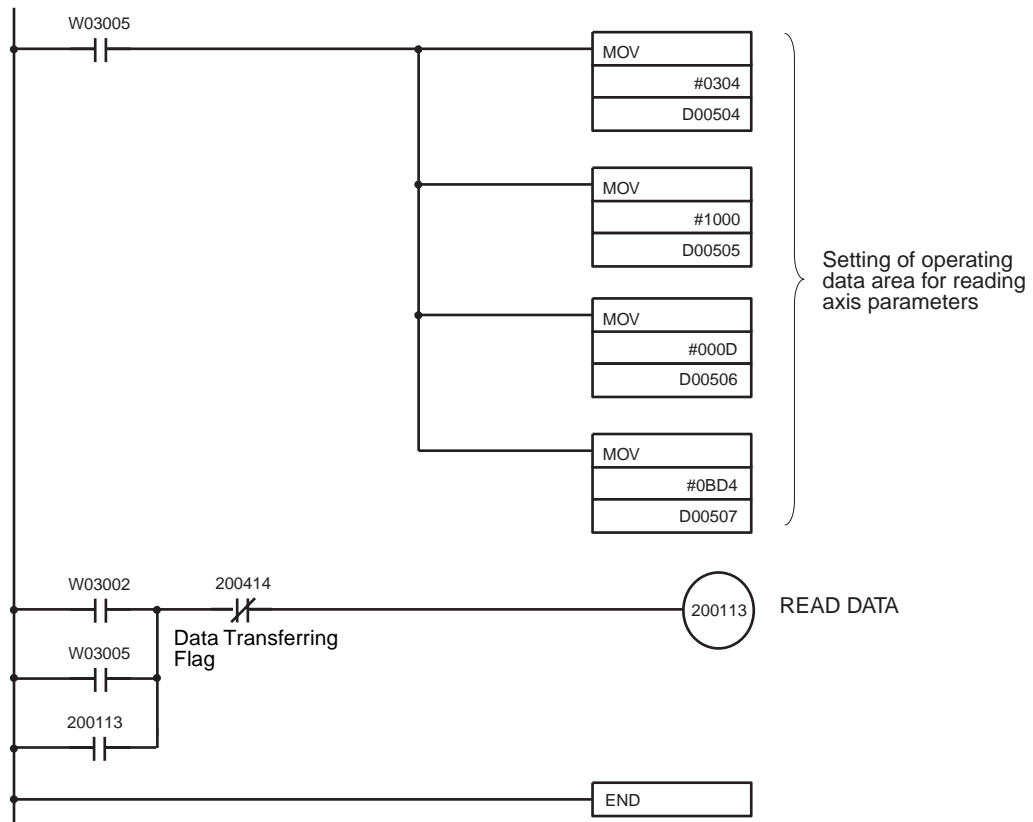 W03005
MOV
#0304
D00504
MOV
#1000
D00505
MOV
#000D
D00506
MOV
#0BD4
D00507
Setting of operating
data area for reading
axis parameters
W03002
200414
200113
READ DATA
Data Transferring
Flag
W03005
200113
END